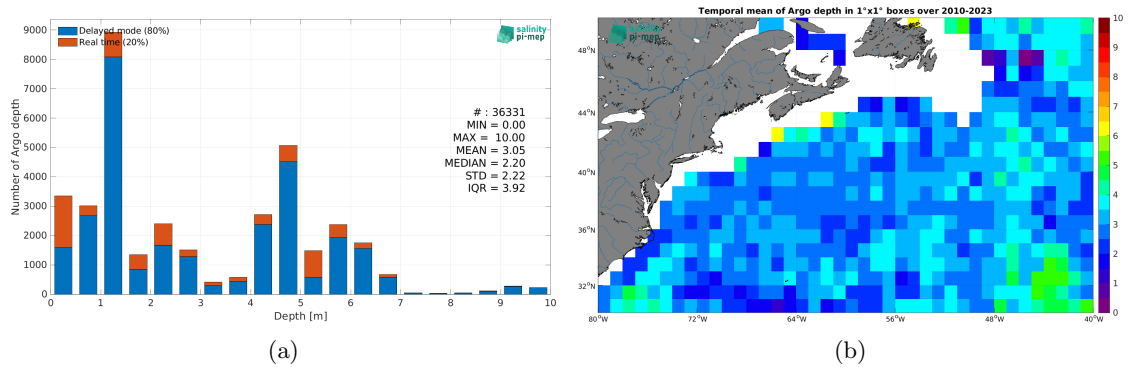 Delayed mode (80%)
Real time (20%)
salinity
pi-mep
# : 36331
MIN = 0.00
MAX = 10.00
MEAN = 3.05
MEDIAN = 2.20
STD = 2.22
IQR = 3.92
Number of Argo depth
9000
8000
7000
6000
5000
4000
3000
2000
1000
0
0 1 2 3 4 5 6 7 8 9 10
Depth [m]
(a)
Temporal mean of Argo depth in 1°x1° boxes over 2010-2023
salinity
pi-mep
48°N
44°N
40°N
36°N
32°N
80°W 72°W 64°W 56°W 48°W 40°W
10
9
8
7
6
5
4
3
2
1
0
(b)